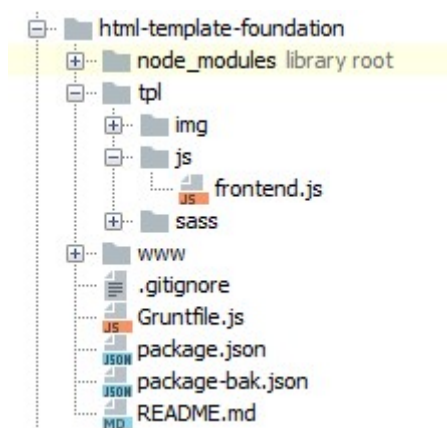 html-template-foundation
node_modules library root
tpl
img
js
JS frontend.js
sass
www
.gitignore
JS Gruntfile.js
JSON package.json
JSON package-bak.json
MD README.md